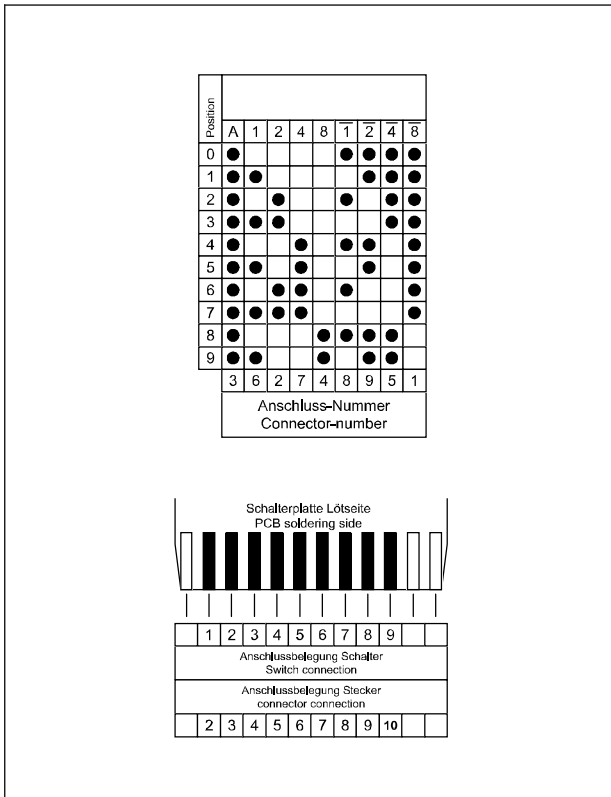 Position
A 1 2 4 8 1̅ 2̅ 4̅ 8̅
0
1
2
3
4
5
6
7
8
9
3 6 2 7 4 8 9 5 1
Anschluss–Nummer
Connector–number
Schalterplatte Lötseite
PCB soldering side
1 2 3 4 5 6 7 8 9
Anschlussbelegung Schalter
Switch connection
Anschlussbelegung Stecker
connector connection
2 3 4 5 6 7 8 9 10